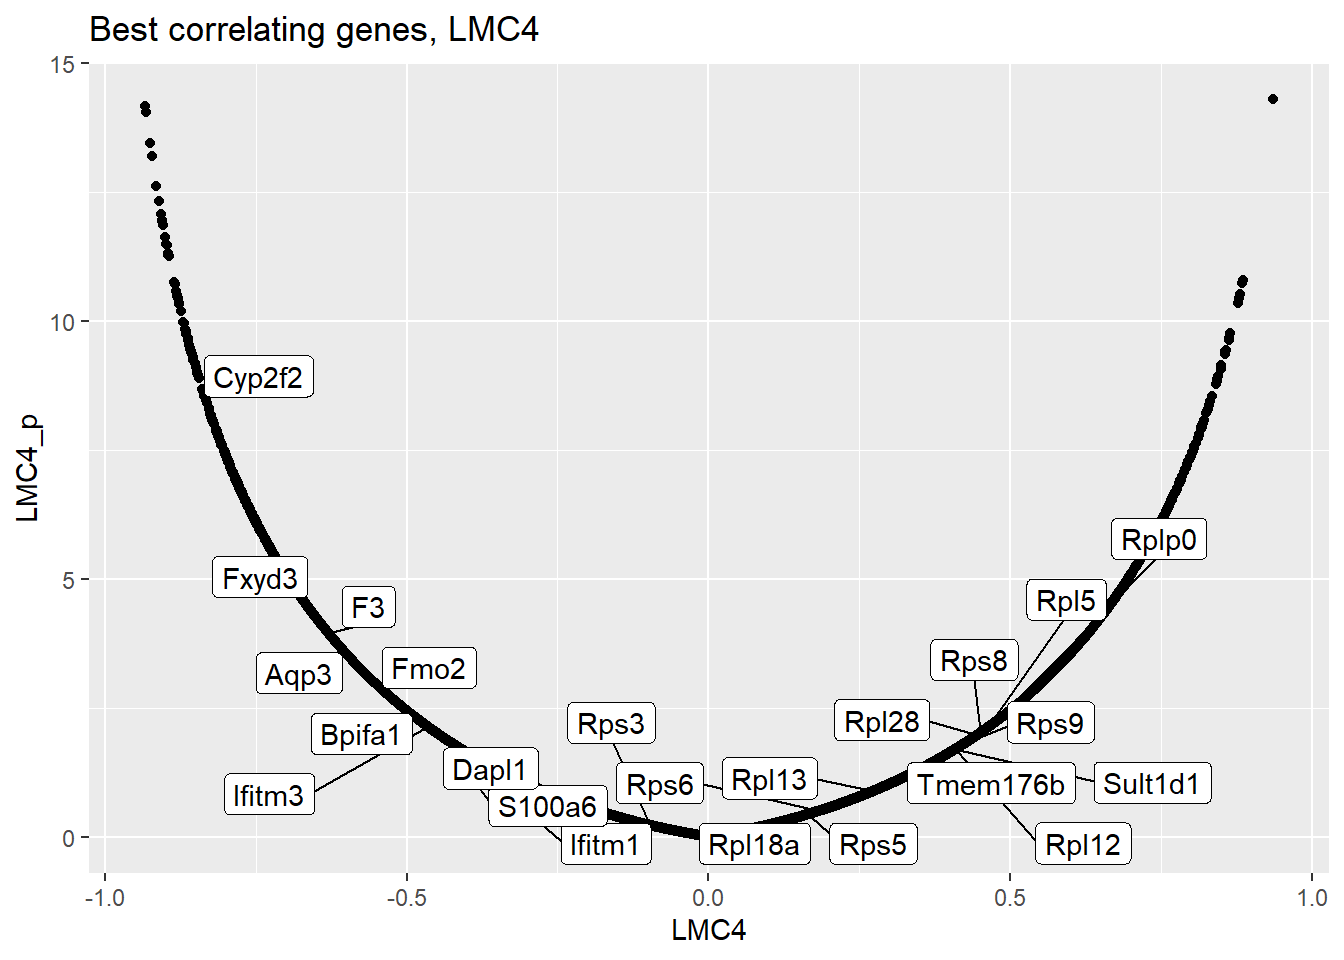 Best correlating genes, LMC4
15
10
5
0
LMC4_p
Cyp2f2
Rplp0
Fxyd3
F3
Rpl5
Aqp3
Fmo2
Rps8
Bpifa1
Rps3
Rpl28
Rps9
Ifitm3
Dapl1
S100a6
Rps6
Rpl13
Tmem176b
Sult1d1
Ifitm1
Rpl18a
Rps5
Rpl12
-1.0
-0.5
0.0
0.5
1.0
LMC4